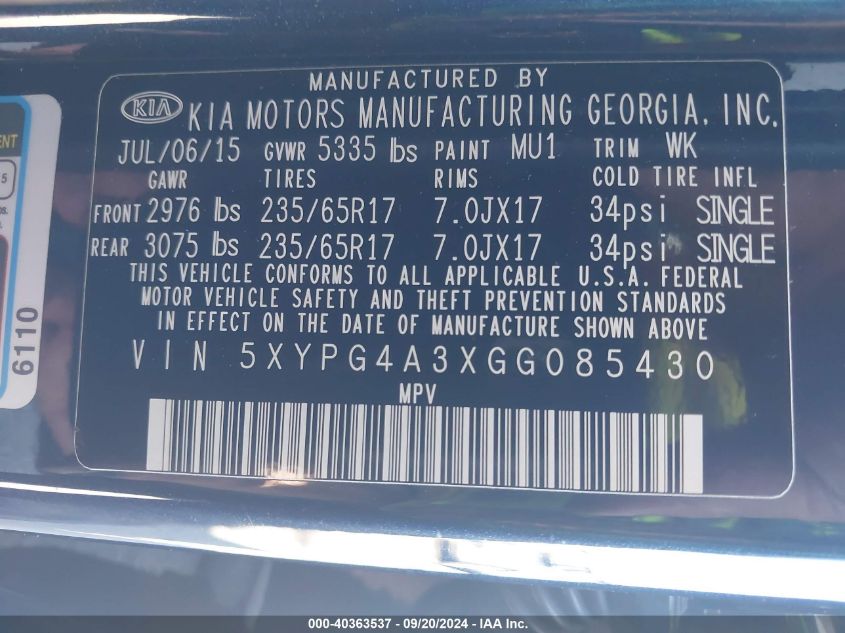 MANUFACTURED BY
KIA KIA MOTORS MANUFACTURING GEORGIA, INC.
JUL/06/15 GVWR 5335 lbs PAINT MU1 TRIM WK
GAWR TIRES RIMS COLD TIRE INFL
FRONT 2976 lbs 235/65R17 7.0JX17 34psi SINGLE
REAR 3075 lbs 235/65R17 7.0JX17 34psi SINGLE
THIS VEHICLE CONFORMS TO ALL APPLICABLE U.S.A. FEDERAL
MOTOR VEHICLE SAFETY AND THEFT PREVENTION STANDARDS
IN EFFECT ON THE DATE OF MANUFACTURE SHOWN ABOVE
VIN 5XYPG4A3XGG085430
MPV
6110
000-40363537 - 09/20/2024 - IAA Inc.